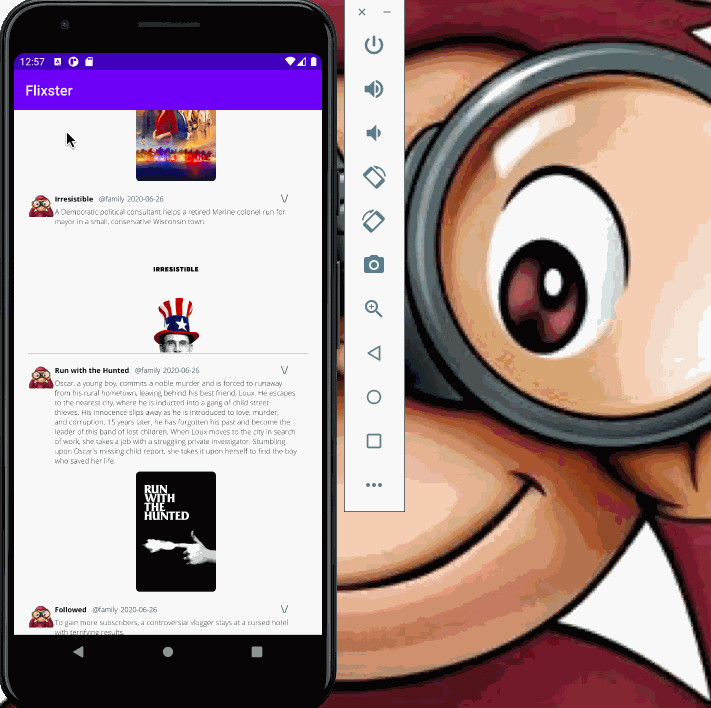 12:57
Flixster
Irresistible @family 2020-06-26 \/
A Democratic political consultant helps a retired Marine colonel run for
mayor in a small, conservative Wisconsin town.
IRRESISTIBLE
Run with the Hunted @family 2020-06-26 \/
Oscar, a young boy, commits a noble murder and is forced to runaway
from his rural hometown, leaving behind his best friend, Loux. He escapes
to the nearest city, where he is inducted into a gang of child street
thieves. His innocence slips away as he is introduced to love, murder,
and corruption. 15 years later, he has forgotten his past and become the
leader of this band of lost children. When Loux moves to the city in search
of work, she takes a job with a struggling private investigator. Stumbling
upon Oscar's missing child report, she takes it upon herself to find the boy
who saved her life.
RUN
WITH
THE
HUNTED
Followed @family 2020-06-26 \/
To gain more subscribers, a controversial vlogger stays at a cursed hotel
with terrifying results.